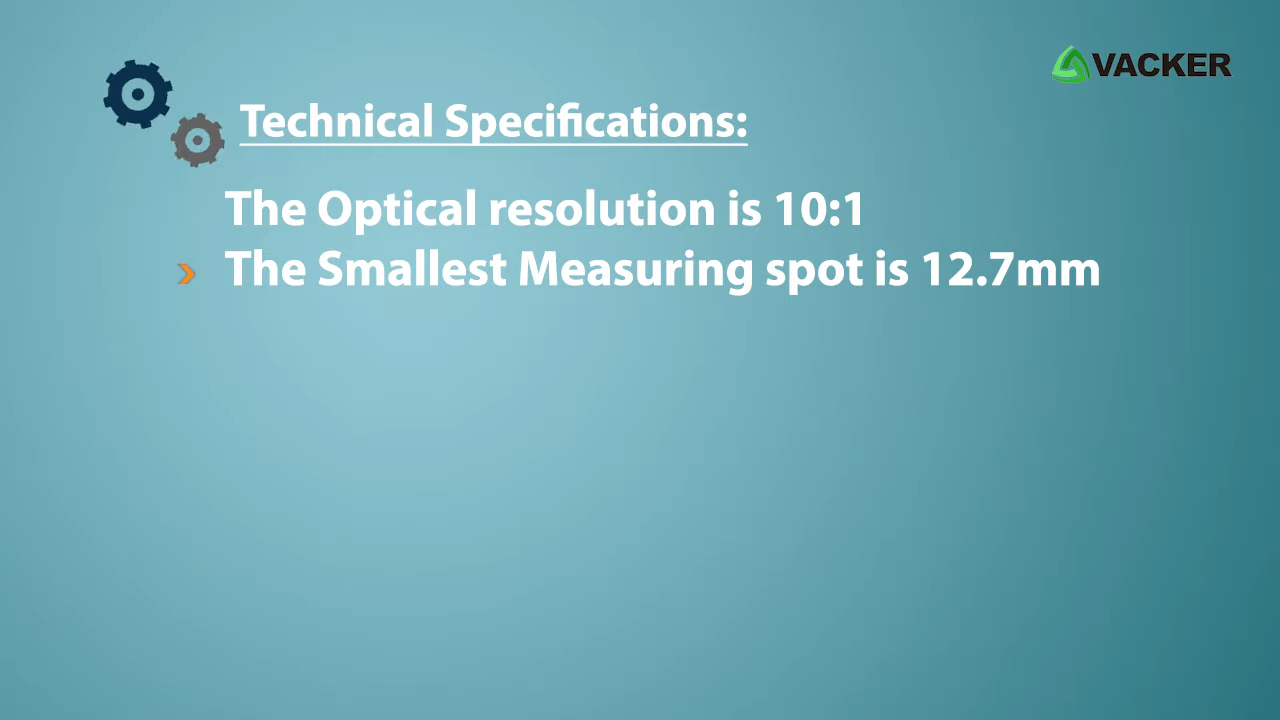 VACKER
Technical Specifications:
The Optical resolution is 10:1
The Smallest Measuring spot is 12.7mm